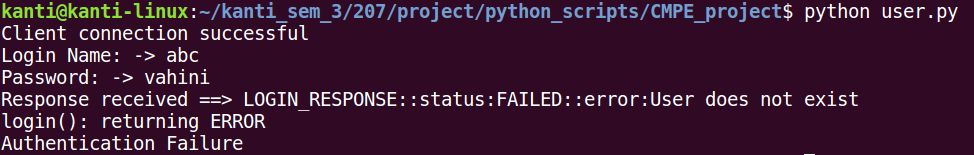 kanti@kanti-linux:~/kanti_sem_3/207/project/python_scripts/CMPE_project$ python user.py
Client connection successful
Login Name: -> abc
Password: -> vahini
Response received ==> LOGIN_RESPONSE::status:FAILED::error:User does not exist
login(): returning ERROR
Authentication Failure